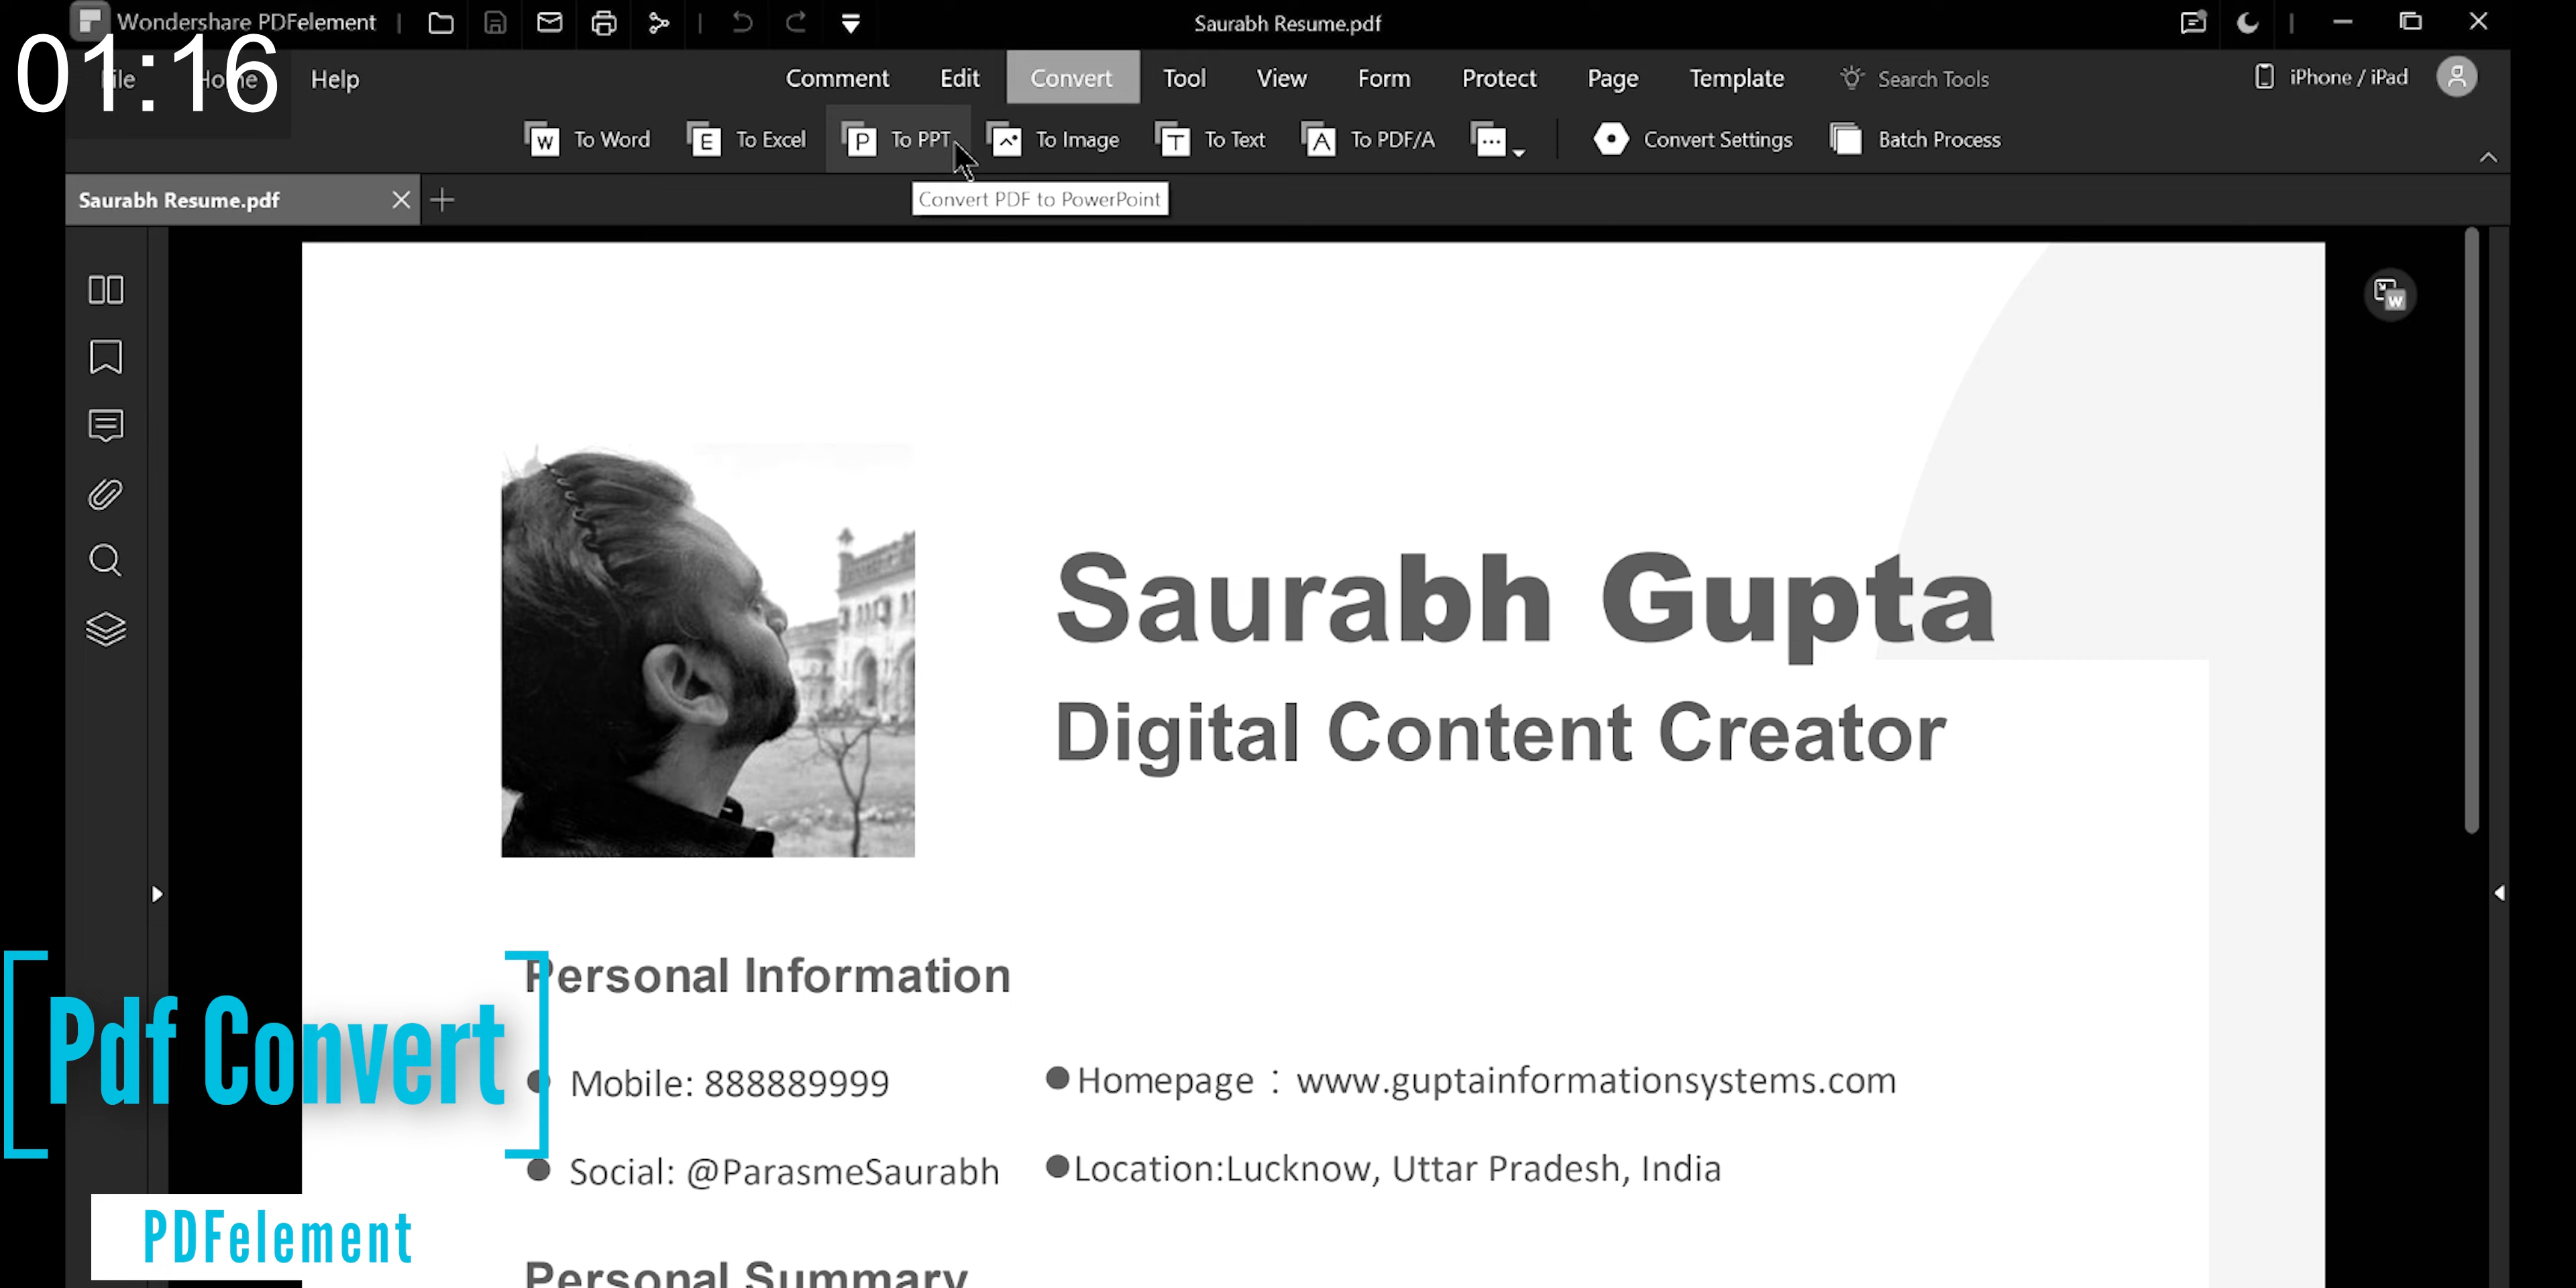 Wondershare PDFelement
Saurabh Resume.pdf
01:16
File Home Help Comment Edit Convert Tool View Form Protect Page Template Search Tools iPhone / iPad
W To Word E To Excel P To PPT To Image T To Text A To PDF/A Convert Settings Batch Process
Convert PDF to PowerPoint
Saurabh Resume.pdf
W
Saurabh Gupta
Digital Content Creator
Personal Information
Pdf Convert
Mobile: 888889999
Homepage：www.guptainformationsystems.com
Social: @ParasmeSaurabh
Location:Lucknow, Uttar Pradesh, India
PDFelement
Personal Summary